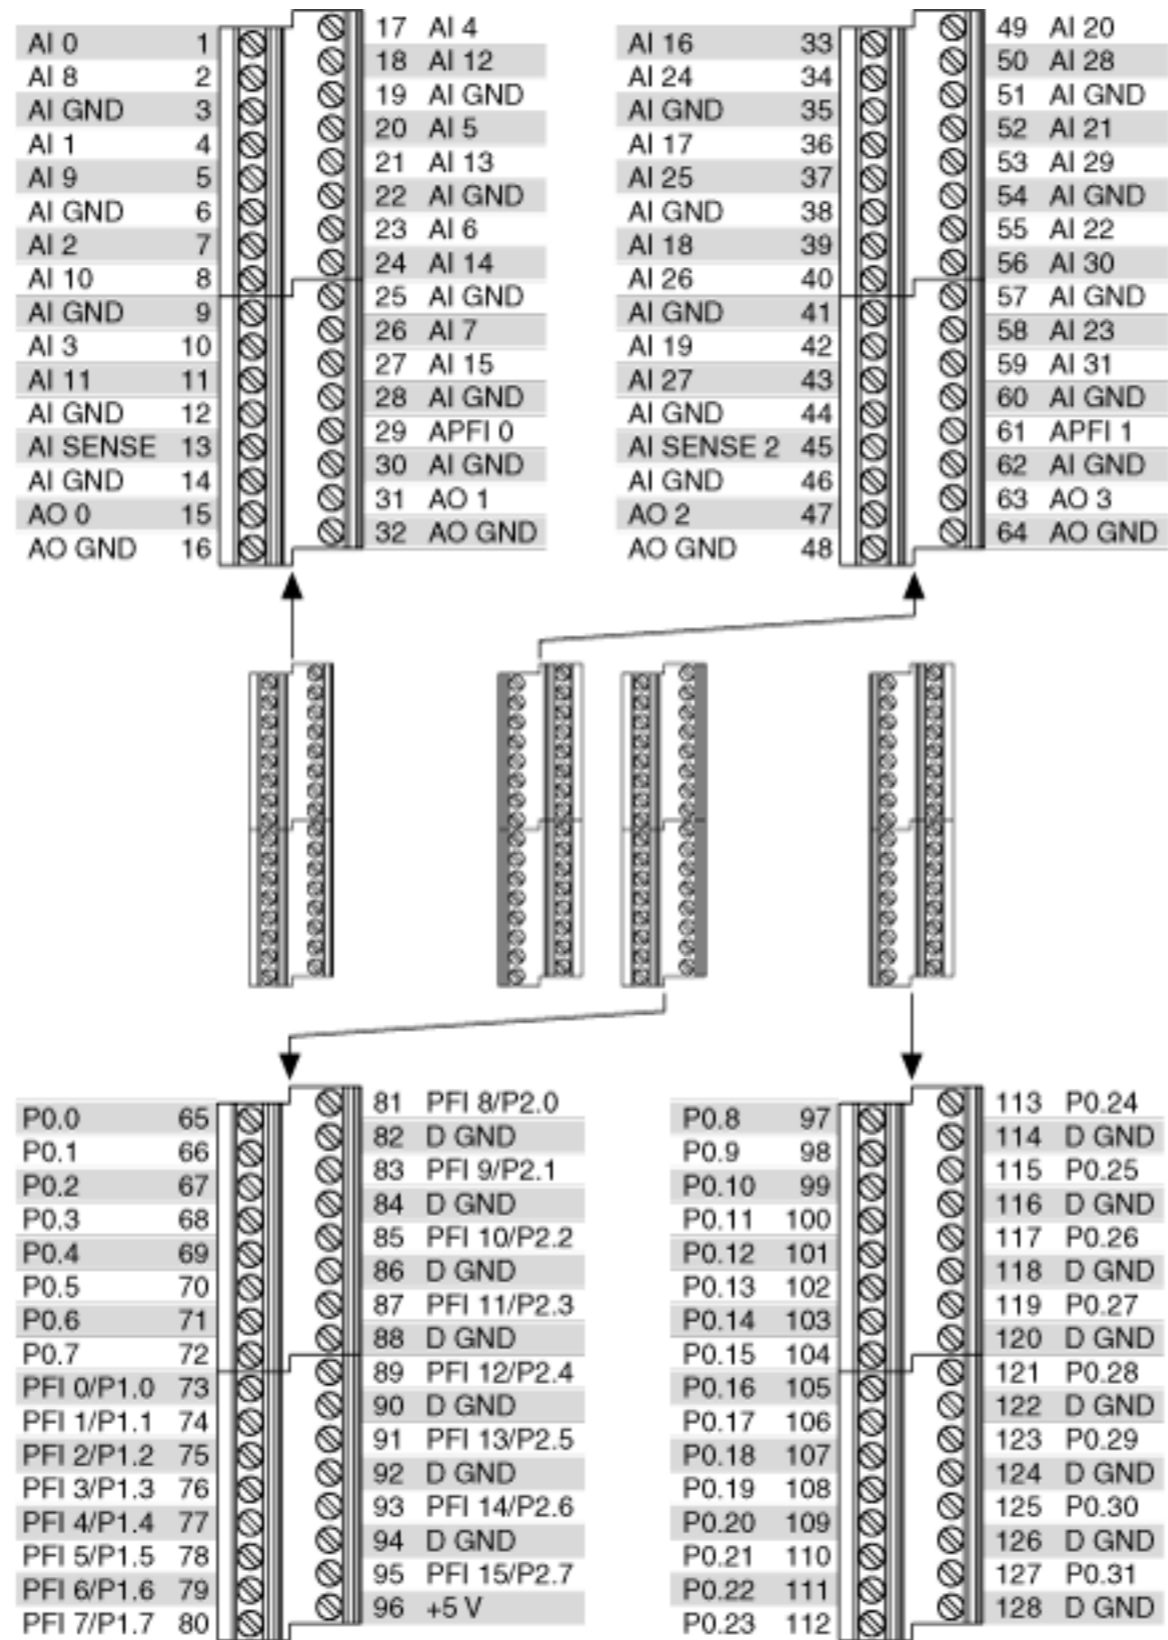 AI 0 1
AI 8 2
AI GND 3
AI 1 4
AI 9 5
AI GND 6
AI 2 7
AI 10 8
AI GND 9
AI 3 10
AI 11 11
AI GND 12
AI SENSE 13
AI GND 14
AO 0 15
AO GND 16
17 AI 4
18 AI 12
19 AI GND
20 AI 5
21 AI 13
22 AI GND
23 AI 6
24 AI 14
25 AI GND
26 AI 7
27 AI 15
28 AI GND
29 APFI 0
30 AI GND
31 AO 1
32 AO GND
AI 16 33
AI 24 34
AI GND 35
AI 17 36
AI 25 37
AI GND 38
AI 18 39
AI 26 40
AI GND 41
AI 19 42
AI 27 43
AI GND 44
AI SENSE 2 45
AI GND 46
AO 2 47
AO GND 48
49 AI 20
50 AI 28
51 AI GND
52 AI 21
53 AI 29
54 AI GND
55 AI 22
56 AI 30
57 AI GND
58 AI 23
59 AI 31
60 AI GND
61 APFI 1
62 AI GND
63 AO 3
64 AO GND
P0.0 65
P0.1 66
P0.2 67
P0.3 68
P0.4 69
P0.5 70
P0.6 71
P0.7 72
PFI 0/P1.0 73
PFI 1/P1.1 74
PFI 2/P1.2 75
PFI 3/P1.3 76
PFI 4/P1.4 77
PFI 5/P1.5 78
PFI 6/P1.6 79
PFI 7/P1.7 80
81 PFI 8/P2.0
82 D GND
83 PFI 9/P2.1
84 D GND
85 PFI 10/P2.2
86 D GND
87 PFI 11/P2.3
88 D GND
89 PFI 12/P2.4
90 D GND
91 PFI 13/P2.5
92 D GND
93 PFI 14/P2.6
94 D GND
95 PFI 15/P2.7
96 +5 V
P0.8 97
P0.9 98
P0.10 99
P0.11 100
P0.12 101
P0.13 102
P0.14 103
P0.15 104
P0.16 105
P0.17 106
P0.18 107
P0.19 108
P0.20 109
P0.21 110
P0.22 111
P0.23 112
113 P0.24
114 D GND
115 P0.25
116 D GND
117 P0.26
118 D GND
119 P0.27
120 D GND
121 P0.28
122 D GND
123 P0.29
124 D GND
125 P0.30
126 D GND
127 P0.31
128 D GND